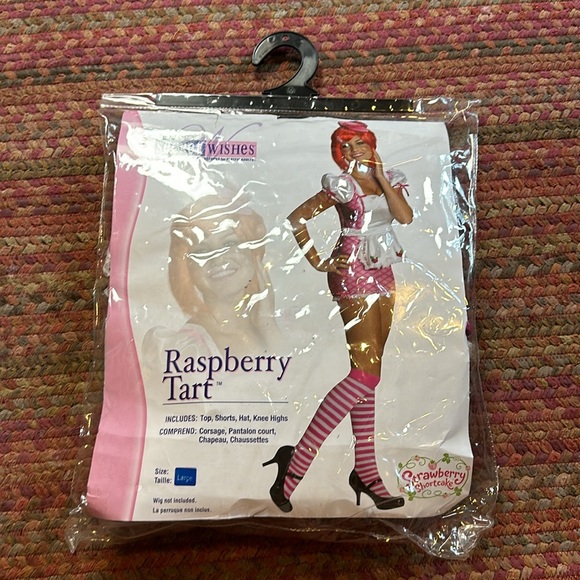 WISHES
Raspberry
Tart™
INCLUDES: Top, Shorts, Hat, Knee Highs
COMPREND: Corsage, Pantalon court,
Chapeau, Chaussettes
Size:
Taille: Large
Wig not included.
La perruque non inclus.
Strawberry
Shortcake